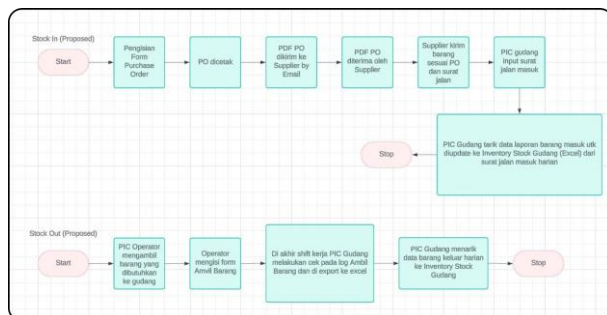 Stock In (Proposed)
Start
Pengisian
Form
Purchase
Order
PO dicetak
PDF PO
dikirim ke
Supplier by
Email
PDF PO
diterima oleh
Supplier
Supplier kirim
barang
sesuai PO
dan surat
jalan
PIC gudang
input surat
jalan masuk
PIC Gudang tarik data laporan barang masuk utk
diupdate ke Inventory Stock Gudang (Excel) dari
surat jalan masuk harian
Stop
Stock Out (Proposed)
Start
PIC Operator
mengambil
barang yang
dibutuhkan
ke gudang
Operator
mengisi form
Amvil Barang
Di akhir shift kerja PIC Gudang
melakukan cek pada log Ambil
Barang dan di export ke excel
PIC Gudang menarik
data barang keluar harian
ke Inventory Stock
Gudang
Stop